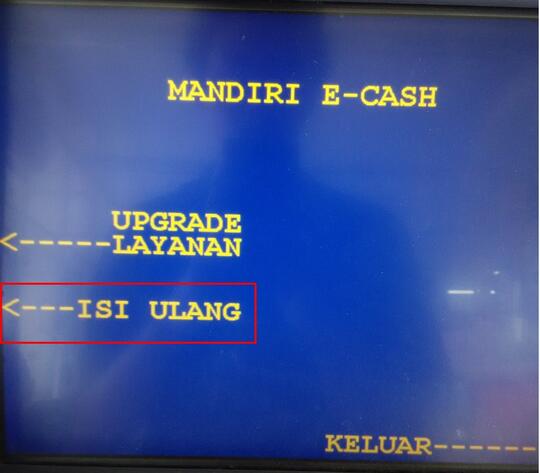 MANDIRI E-CASH
UPGRADE
<-----LAYANAN
<---ISI ULANG
KELUAR------